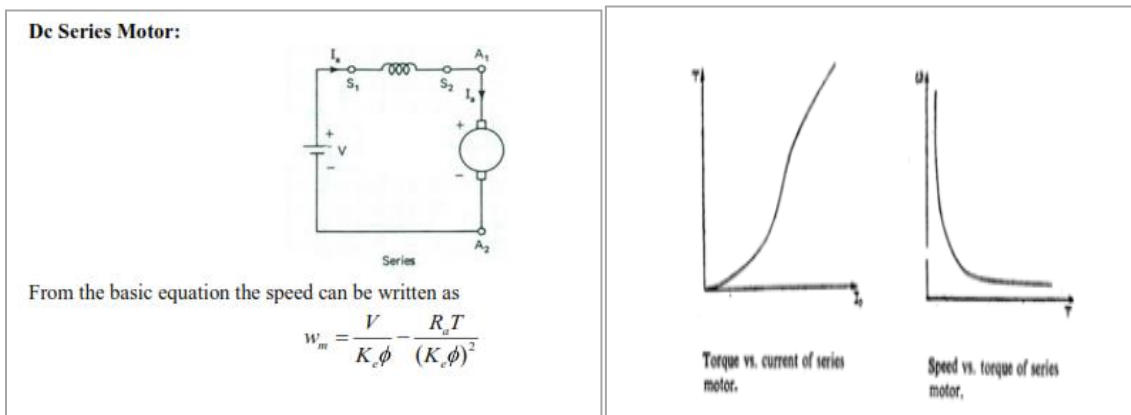 Dc Series Motor:
Iₐ
S₁
S₂
A₁
Iₐ
+
V
−
+
−
A₂
Series
From the basic equation the speed can be written as
wₘ = V / Kₑϕ − RₐT / (Kₑϕ)²
T
Torque vs. current of series
motor.
T
Speed vs. torque of series
motor,